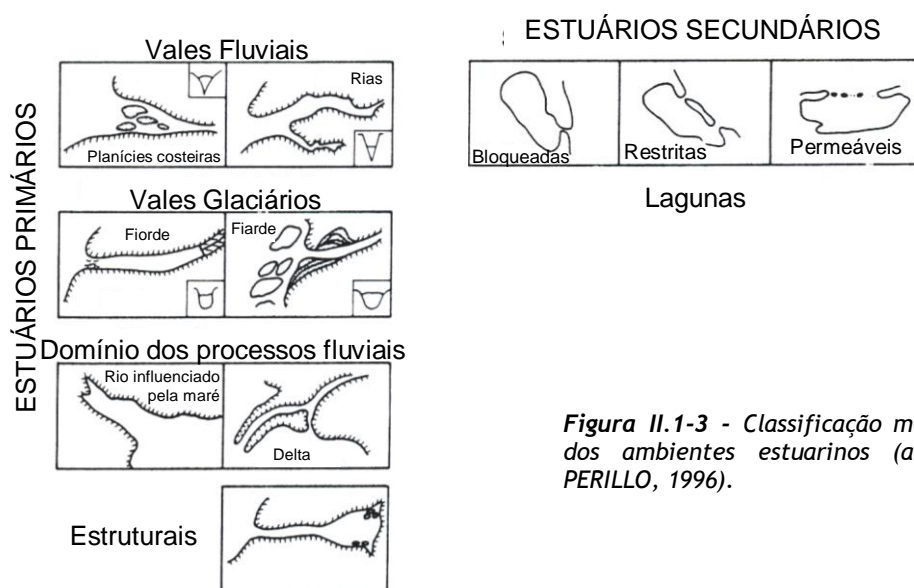 ESTUÁRIOS PRIMÁRIOS
Vales Fluviais
Planícies costeiras
Rias
Vales Glaciários
Fiorde
Fiarde
Domínio dos processos fluviais
Rio influenciado
pela maré
Delta
Estruturais
ESTUÁRIOS SECUNDÁRIOS
Bloqueadas
Restritas
Permeáveis
Lagunas
Figura II.1-3 - Classificação
dos ambientes estuarinos
PERILLO, 1996).